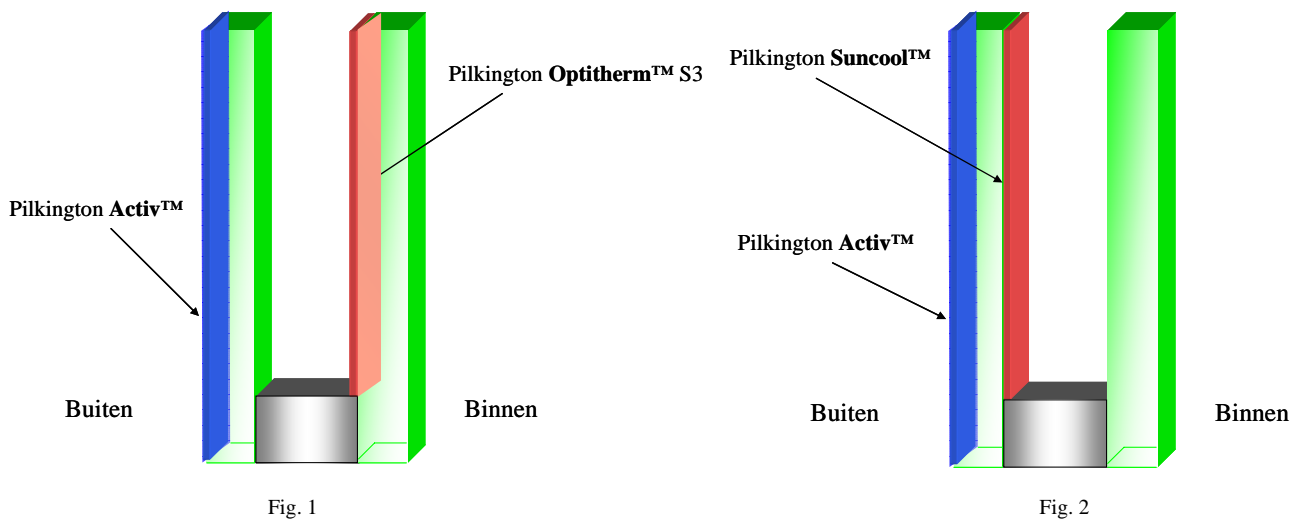 Pilkington Optitherm™ S3
Pilkington Activ™
Buiten
Binnen
Fig. 1
Pilkington Suncool™
Pilkington Activ™
Buiten
Binnen
Fig. 2